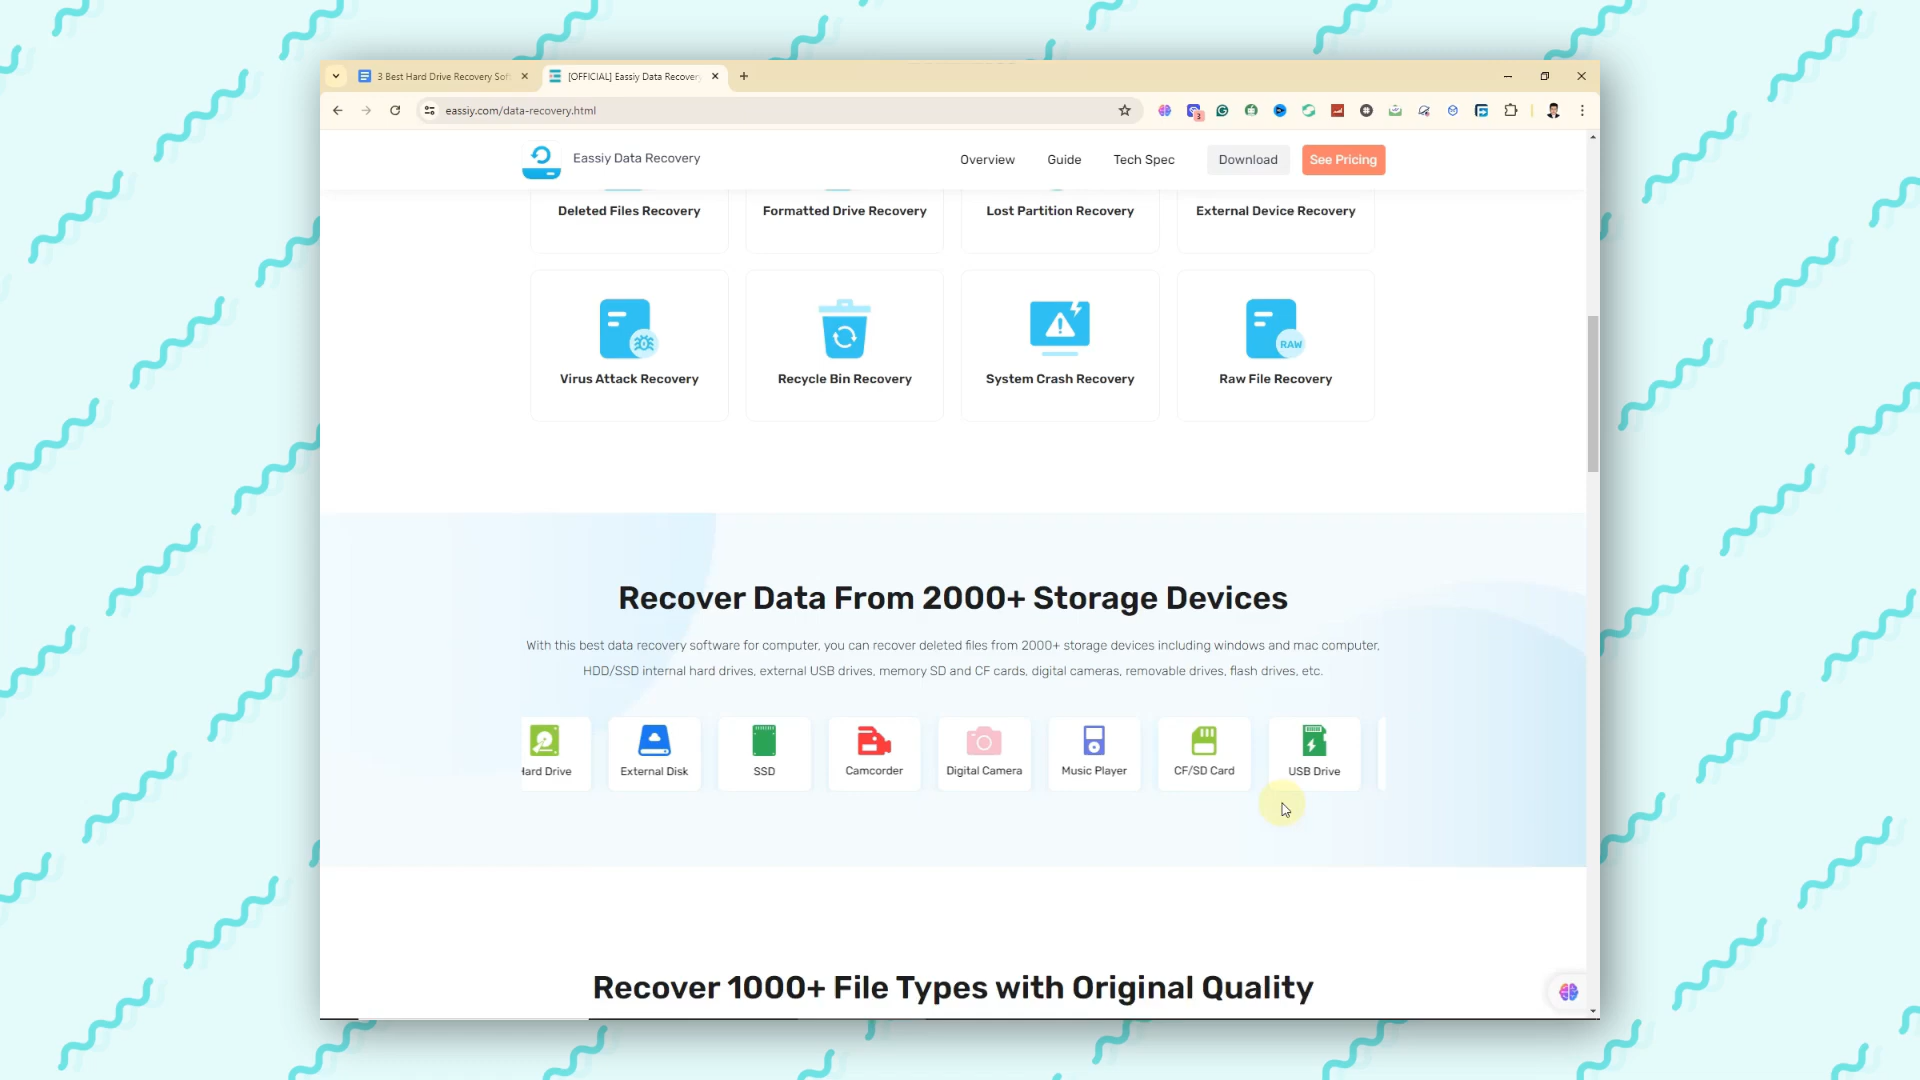 3 Best Hard Drive Recovery Sof
[OFFICIAL] Eassiy Data Recovery
eassiy.com/data-recovery.html
3
Eassiy Data Recovery
Overview
Guide
Tech Spec
Download
See Pricing
Deleted Files Recovery
Formatted Drive Recovery
Lost Partition Recovery
External Device Recovery
RAW
Virus Attack Recovery
Recycle Bin Recovery
System Crash Recovery
Raw File Recovery
Recover Data From 2000+ Storage Devices
With this best data recovery software for computer, you can recover deleted files from 2000+ storage devices including windows and mac computer,
HDD/SSD internal hard drives, external USB drives, memory SD and CF cards, digital cameras, removable drives, flash drives, etc.
Hard Drive
External Disk
SSD
Camcorder
Digital Camera
Music Player
CF/SD Card
USB Drive
Recover 1000+ File Types with Original Quality